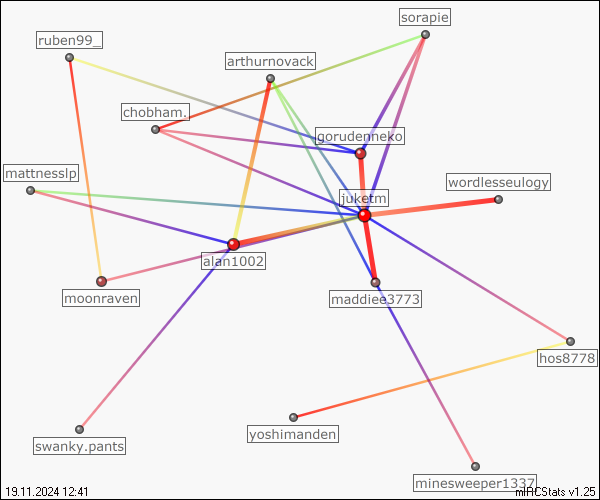 sorapie
ruben99_
arthurnovack
chobham.
gorudenneko
mattnesslp
wordlesseulogy
juketm
alan1002
moonraven
maddiee3773
hos8778
yoshimanden
swanky.pants
minesweeper1337
19.11.2024 12:41
mIRCStats v1.25